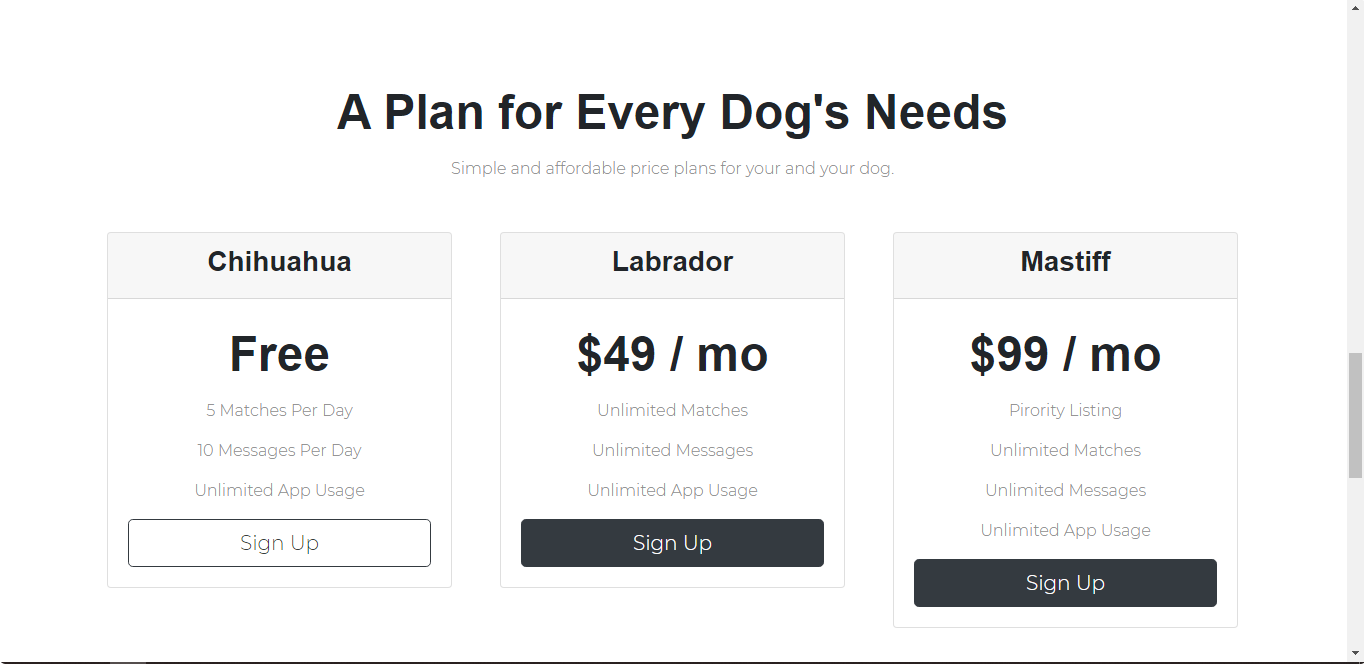 A Plan for Every Dog's Needs
Simple and affordable price plans for your and your dog.
Chihuahua
Free
5 Matches Per Day
10 Messages Per Day
Unlimited App Usage
Sign Up
Labrador
$49 / mo
Unlimited Matches
Unlimited Messages
Unlimited App Usage
Sign Up
Mastiff
$99 / mo
Pirority Listing
Unlimited Matches
Unlimited Messages
Unlimited App Usage
Sign Up